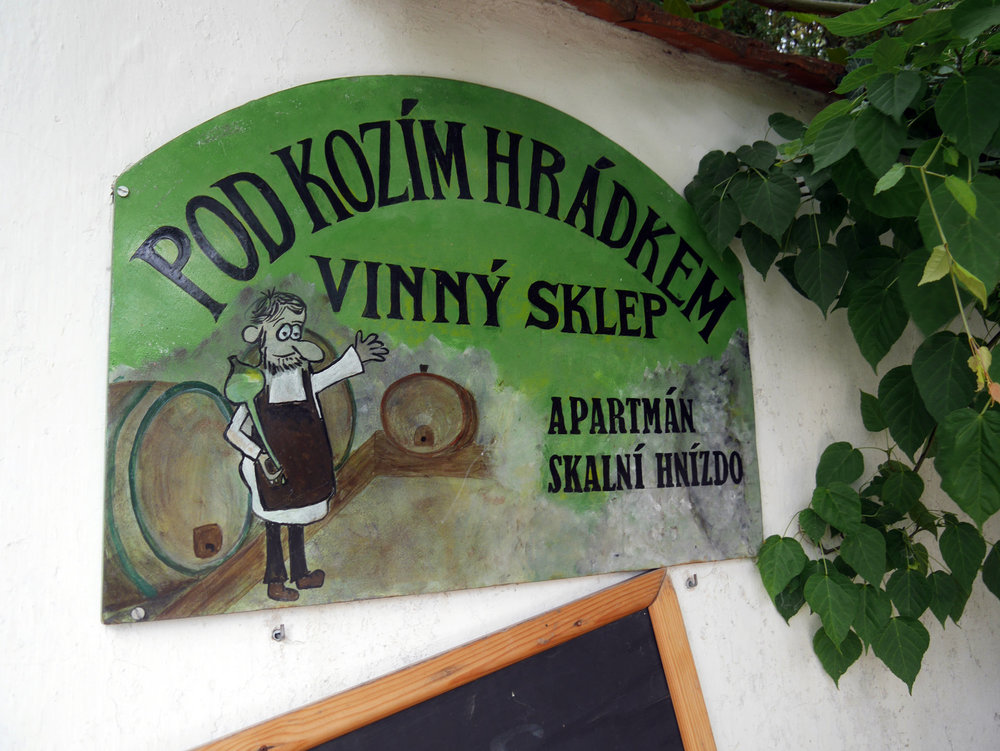 POD KOZÍM HRÁDKEM
VINNÝ SKLEP
APARTMÁN
SKALNÍ HNÍZDO